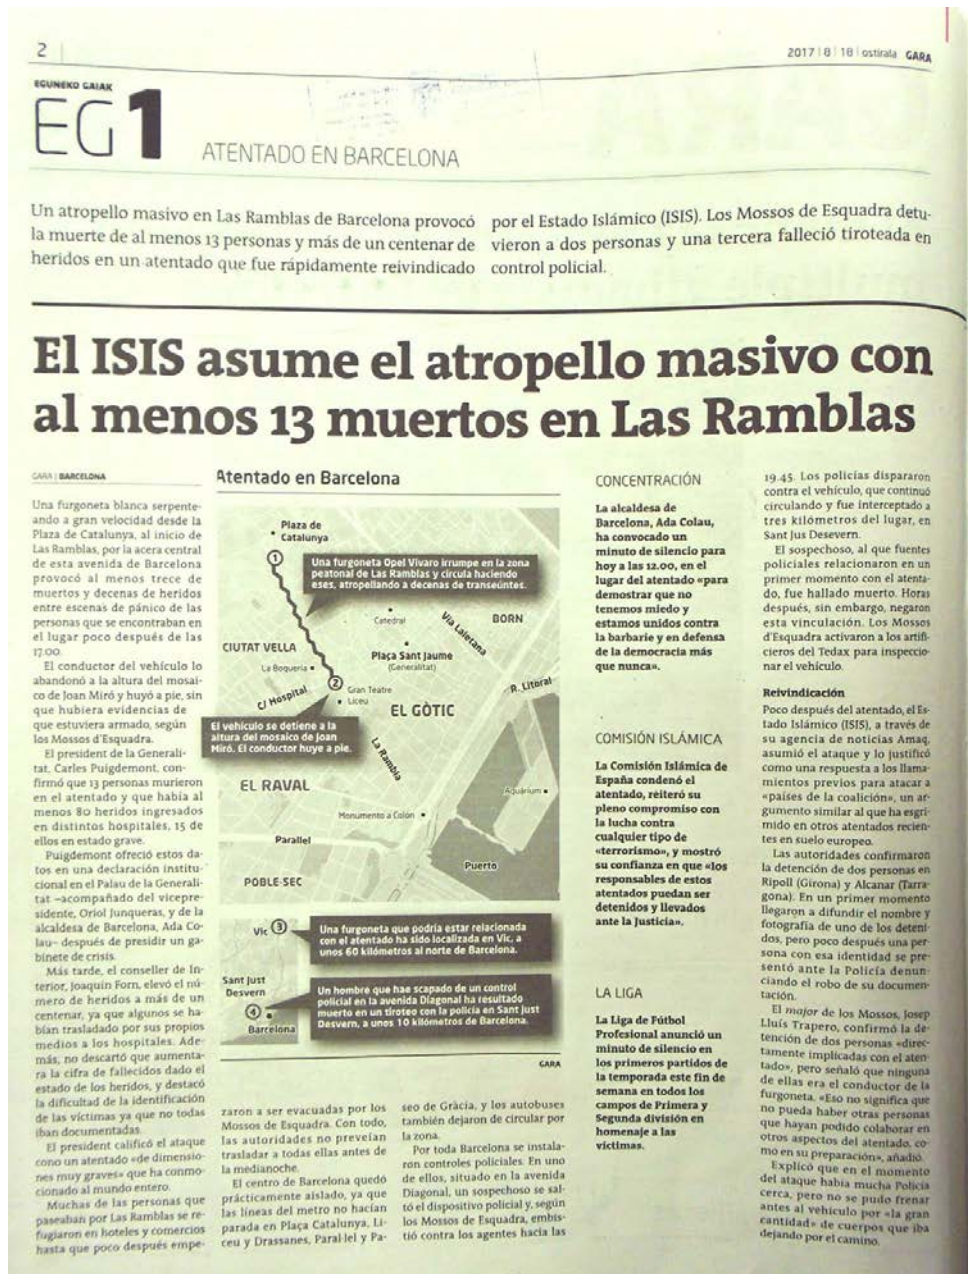 2
2017 | 8 | 18 | ostirala GARA
EGUNEKO GAIAK
EG1
ATENTADO EN BARCELONA
Un atropello masivo en Las Ramblas de Barcelona provocó
la muerte de al menos 13 personas y más de un centenar de
heridos en un atentado que fue rápidamente reivindicado
por el Estado Islámico (ISIS). Los Mossos de Esquadra detu-
vieron a dos personas y una tercera falleció tiroteada en
control policial.
El ISIS asume el atropello masivo con
al menos 13 muertos en Las Ramblas
GARA | BARCELONA
Una furgoneta blanca serpente-
ando a gran velocidad desde la
Plaza de Catalunya, al inicio de
Las Ramblas, por la acera central
de esta avenida de Barcelona
provocó al menos trece de
muertos y decenas de heridos
entre escenas de pánico de las
personas que se encontraban en
el lugar poco después de las
17.00.
El conductor del vehículo lo
abandonó a la altura del mosai-
co de Joan Miró y huyó a pie, sin
que hubiera evidencias de
que estuviera armado, según
los Mossos d'Esquadra.
El president de la Generali-
tat, Carles Puigdemont, con-
firmó que 13 personas murieron
en el atentado y que había al
menos 80 heridos ingresados
en distintos hospitales, 15 de
ellos en estado grave.
Puigdemont ofreció estos da-
tos en una declaración institu-
cional en el Palau de la Generali-
tat –acompañado del vicepre-
sidente, Oriol Junqueras, y de la
alcaldesa de Barcelona, Ada Co-
lau– después de presidir un ga-
binete de crisis.
Más tarde, el conseller de In-
terior, Joaquin Forn, elevó el nú-
mero de heridos a más de un
centenar, ya que algunos se ha-
bían trasladado por sus propios
medios a los hospitales. Ade-
más, no descartó que aumenta-
ra la cifra de fallecidos dado el
estado de los heridos, y destacó
la dificultad de la identificación
de las víctimas ya que no todas
iban documentadas.
El president calificó el ataque
cono un atentado «de dimensio-
nes muy graves» que ha conmo-
cionado al mundo entero.
Muchas de las personas que
paseaban por Las Ramblas se re-
fugiaron en hoteles y comercios
hasta que poco después empe-
Atentado en Barcelona
Plaza de
Catalunya
1
Una furgoneta Opel Vivaro irrumpe en la zona
peatonal de Las Ramblas y circula haciendo
eses, atropellando a decenas de transeúntes.
Catedral
Via Laietana
BORN
CIUTAT VELLA
Plaça Sant Jaume
(Generalitat)
La Boqueria
2
C/ Hospital
Gran Teatre
Liceu
R. Litoral
EL GÒTIC
El vehículo se detiene a la
altura del mosaico de Joan
Miró. El conductor huye a pie.
La Rambla
EL RAVAL
Aquàrium
Monumento a Colón
Parallel
Puerto
POBLE-SEC
Vic 3
Una furgoneta que podría estar relacionada
con el atentado ha sido localizada en Vic, a
unos 60 kilómetros al norte de Barcelona.
Sant Just
Desvern
4
Barcelona
Un hombre que hae scapado de un control
policial en la avenida Diagonal ha resultado
muerto en un tiroteo con la policía en Sant Just
Desvern, a unos 10 kilómetros de Barcelona.
GARA
zaron a ser evacuadas por los
Mossos de Esquadra. Con todo,
las autoridades no preveían
trasladar a todas ellas antes de
la medianoche.
El centro de Barcelona quedó
prácticamente aislado, ya que
las líneas del metro no hacían
parada en Plaça Catalunya, Li-
ceu y Drassanes, Paral·lel y Pa-
seo de Gràcia, y los autobuses
también dejaron de circular por
la zona.
Por toda Barcelona se instala-
ron controles policiales. En uno
de ellos, situado en la avenida
Diagonal, un sospechoso se sal-
tó el dispositivo policial y, según
los Mossos de Esquadra, embis-
tió contra los agentes hacia las
CONCENTRACIÓN
La alcaldesa de
Barcelona, Ada Colau,
ha convocado un
minuto de silencio para
hoy a las 12.00, en el
lugar del atentado «para
demostrar que no
tenemos miedo y
estamos unidos contra
la barbarie y en defensa
de la democracia más
que nunca».
COMISIÓN ISLÁMICA
La Comisión Islámica de
España condenó el
atentado, reiteró su
pleno compromiso con
la lucha contra
cualquier tipo de
«terrorismo», y mostró
su confianza en que «los
responsables de estos
atentados puedan ser
detenidos y llevados
ante la Justicia».
LA LIGA
La Liga de Fútbol
Profesional anunció un
minuto de silencio en
los primeros partidos de
la temporada este fin de
semana en todos los
campos de Primera y
Segunda división en
homenaje a las
víctimas.
19.45. Los policías dispararon
contra el vehículo, que continuó
circulando y fue interceptado a
tres kilómetros del lugar, en
Sant Jus Desevern.
El sospechoso, al que fuentes
policiales relacionaron en un
primer momento con el atenta-
do, fue hallado muerto. Horas
después, sin embargo, negaron
esta vinculación. Los Mossos
d'Esquadra activaron a los artifi-
cieros del Tedax para inspeccio-
nar el vehículo.
Reivindicación
Poco después del atentado, el Es-
tado Islámico (ISIS), a través de
su agencia de noticias Amaq,
asumió el ataque y lo justificó
como una respuesta a los llama-
mientos previos para atacar a
«países de la coalición», un ar-
gumento similar al que ha esgri-
mido en otros atentados recien-
tes en suelo europeo.
Las autoridades confirmaron
la detención de dos personas en
Ripoll (Girona) y Alcanar (Tarra-
gona). En un primer momento
llegaron a difundir el nombre y
fotografía de uno de los deteni-
dos, pero poco después una per-
sona con esa identidad se pre-
sentó ante la Policía denun-
ciando el robo de su documen-
tación.
El major de los Mossos, Josep
Lluís Trapero, confirmó la de-
tención de dos personas «direc-
tamente implicadas con el aten-
tado», pero señaló que ninguna
de ellas era el conductor de la
furgoneta. «Eso no significa que
no pueda haber otras personas
que hayan podido colaborar en
otros aspectos del atentado, co-
mo en su preparación», añadió.
Explicó que en el momento
del ataque había mucha Policía
cerca, pero no se pudo frenar
antes al vehículo por «la gran
cantidad» de cuerpos que iba
dejando por el camino.